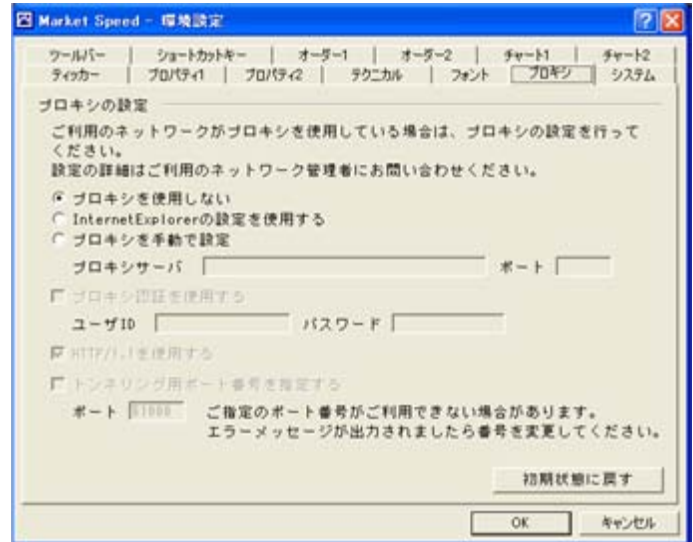 Market Speed - 環境設定
ツールバー ショートカットキー オーダー1 オーダー2 チャート1 チャート2
ティッカー プロパティ1 プロパティ2 テクニカル フォント プロキシ システム
プロキシの設定
ご利用のネットワークがプロキシを使用している場合は、プロキシの設定を行って
ください。
設定の詳細はご利用のネットワーク管理者にお問い合わせください。
プロキシを使用しない
InternetExplorerの設定を使用する
プロキシを手動で設定
プロキシサーバ ポート
プロキシ認証を使用する
ユーザID パスワード
HTTP/1.1を使用する
トンネリング用ポート番号を指定する
ポート 61000 ご指定のポート番号がご利用できない場合があります。
エラーメッセージが出力されましたら番号を変更してください。
初期状態に戻す
OK キャンセル